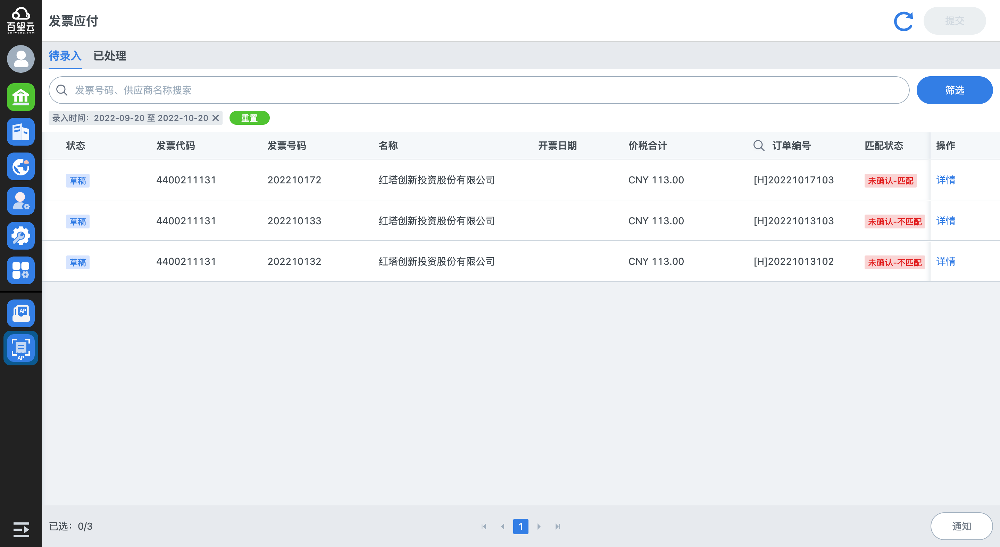 百望云
baiwang.com
发票应付
提交
待录入 已处理
发票号码、供应商名称搜索
筛选
录入时间：2022-09-20 至 2022-10-20
重置
状态 发票代码 发票号码 名称 开票日期 价税合计 订单编号 匹配状态 操作
草稿 4400211131 202210172 红塔创新投资股份有限公司 CNY 113.00 [H]20221017103 未确认-匹配 详情
草稿 4400211131 202210133 红塔创新投资股份有限公司 CNY 113.00 [H]20221013103 未确认-不匹配 详情
草稿 4400211131 202210132 红塔创新投资股份有限公司 CNY 113.00 [H]20221013102 未确认-不匹配 详情
AP
AP
已选：0/3
1
通知